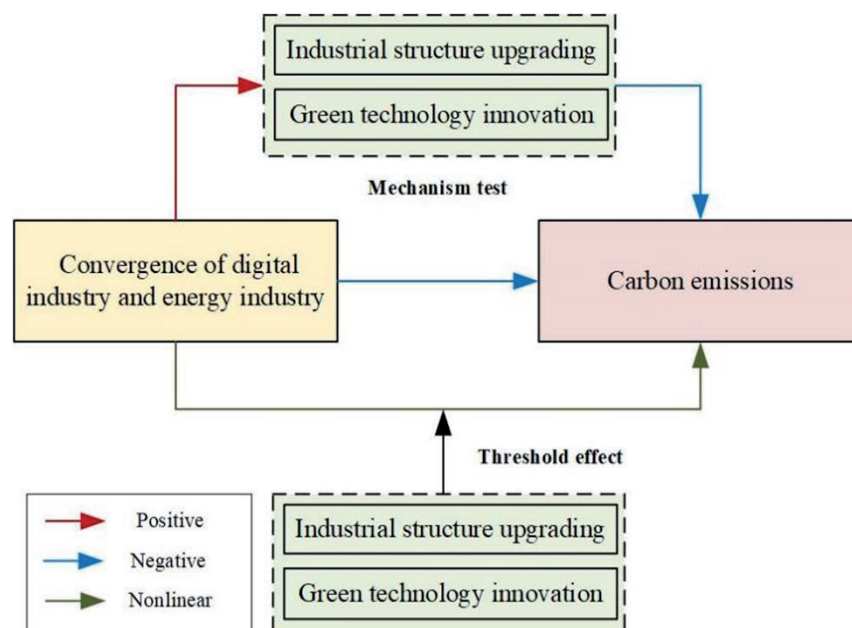 Industrial structure upgrading
Green technology innovation
Mechanism test
Convergence of digital
industry and energy industry
Carbon emissions
Threshold effect
Positive
Negative
Nonlinear
Industrial structure upgrading
Green technology innovation